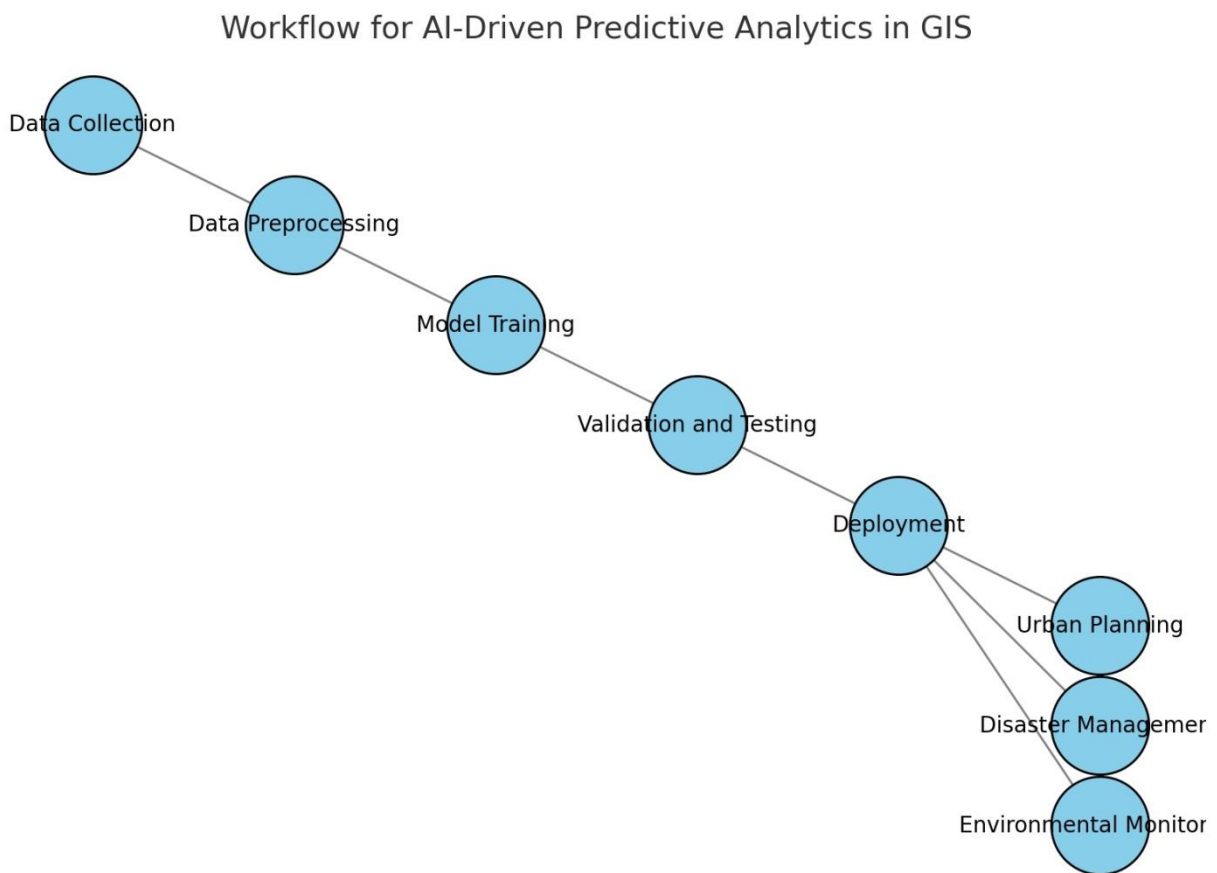 Workflow for AI-Driven Predictive Analytics in GIS
Data Collection
Data Preprocessing
Model Training
Validation and Testing
Deployment
Urban Planning
Disaster Managemen
Environmental Monitor